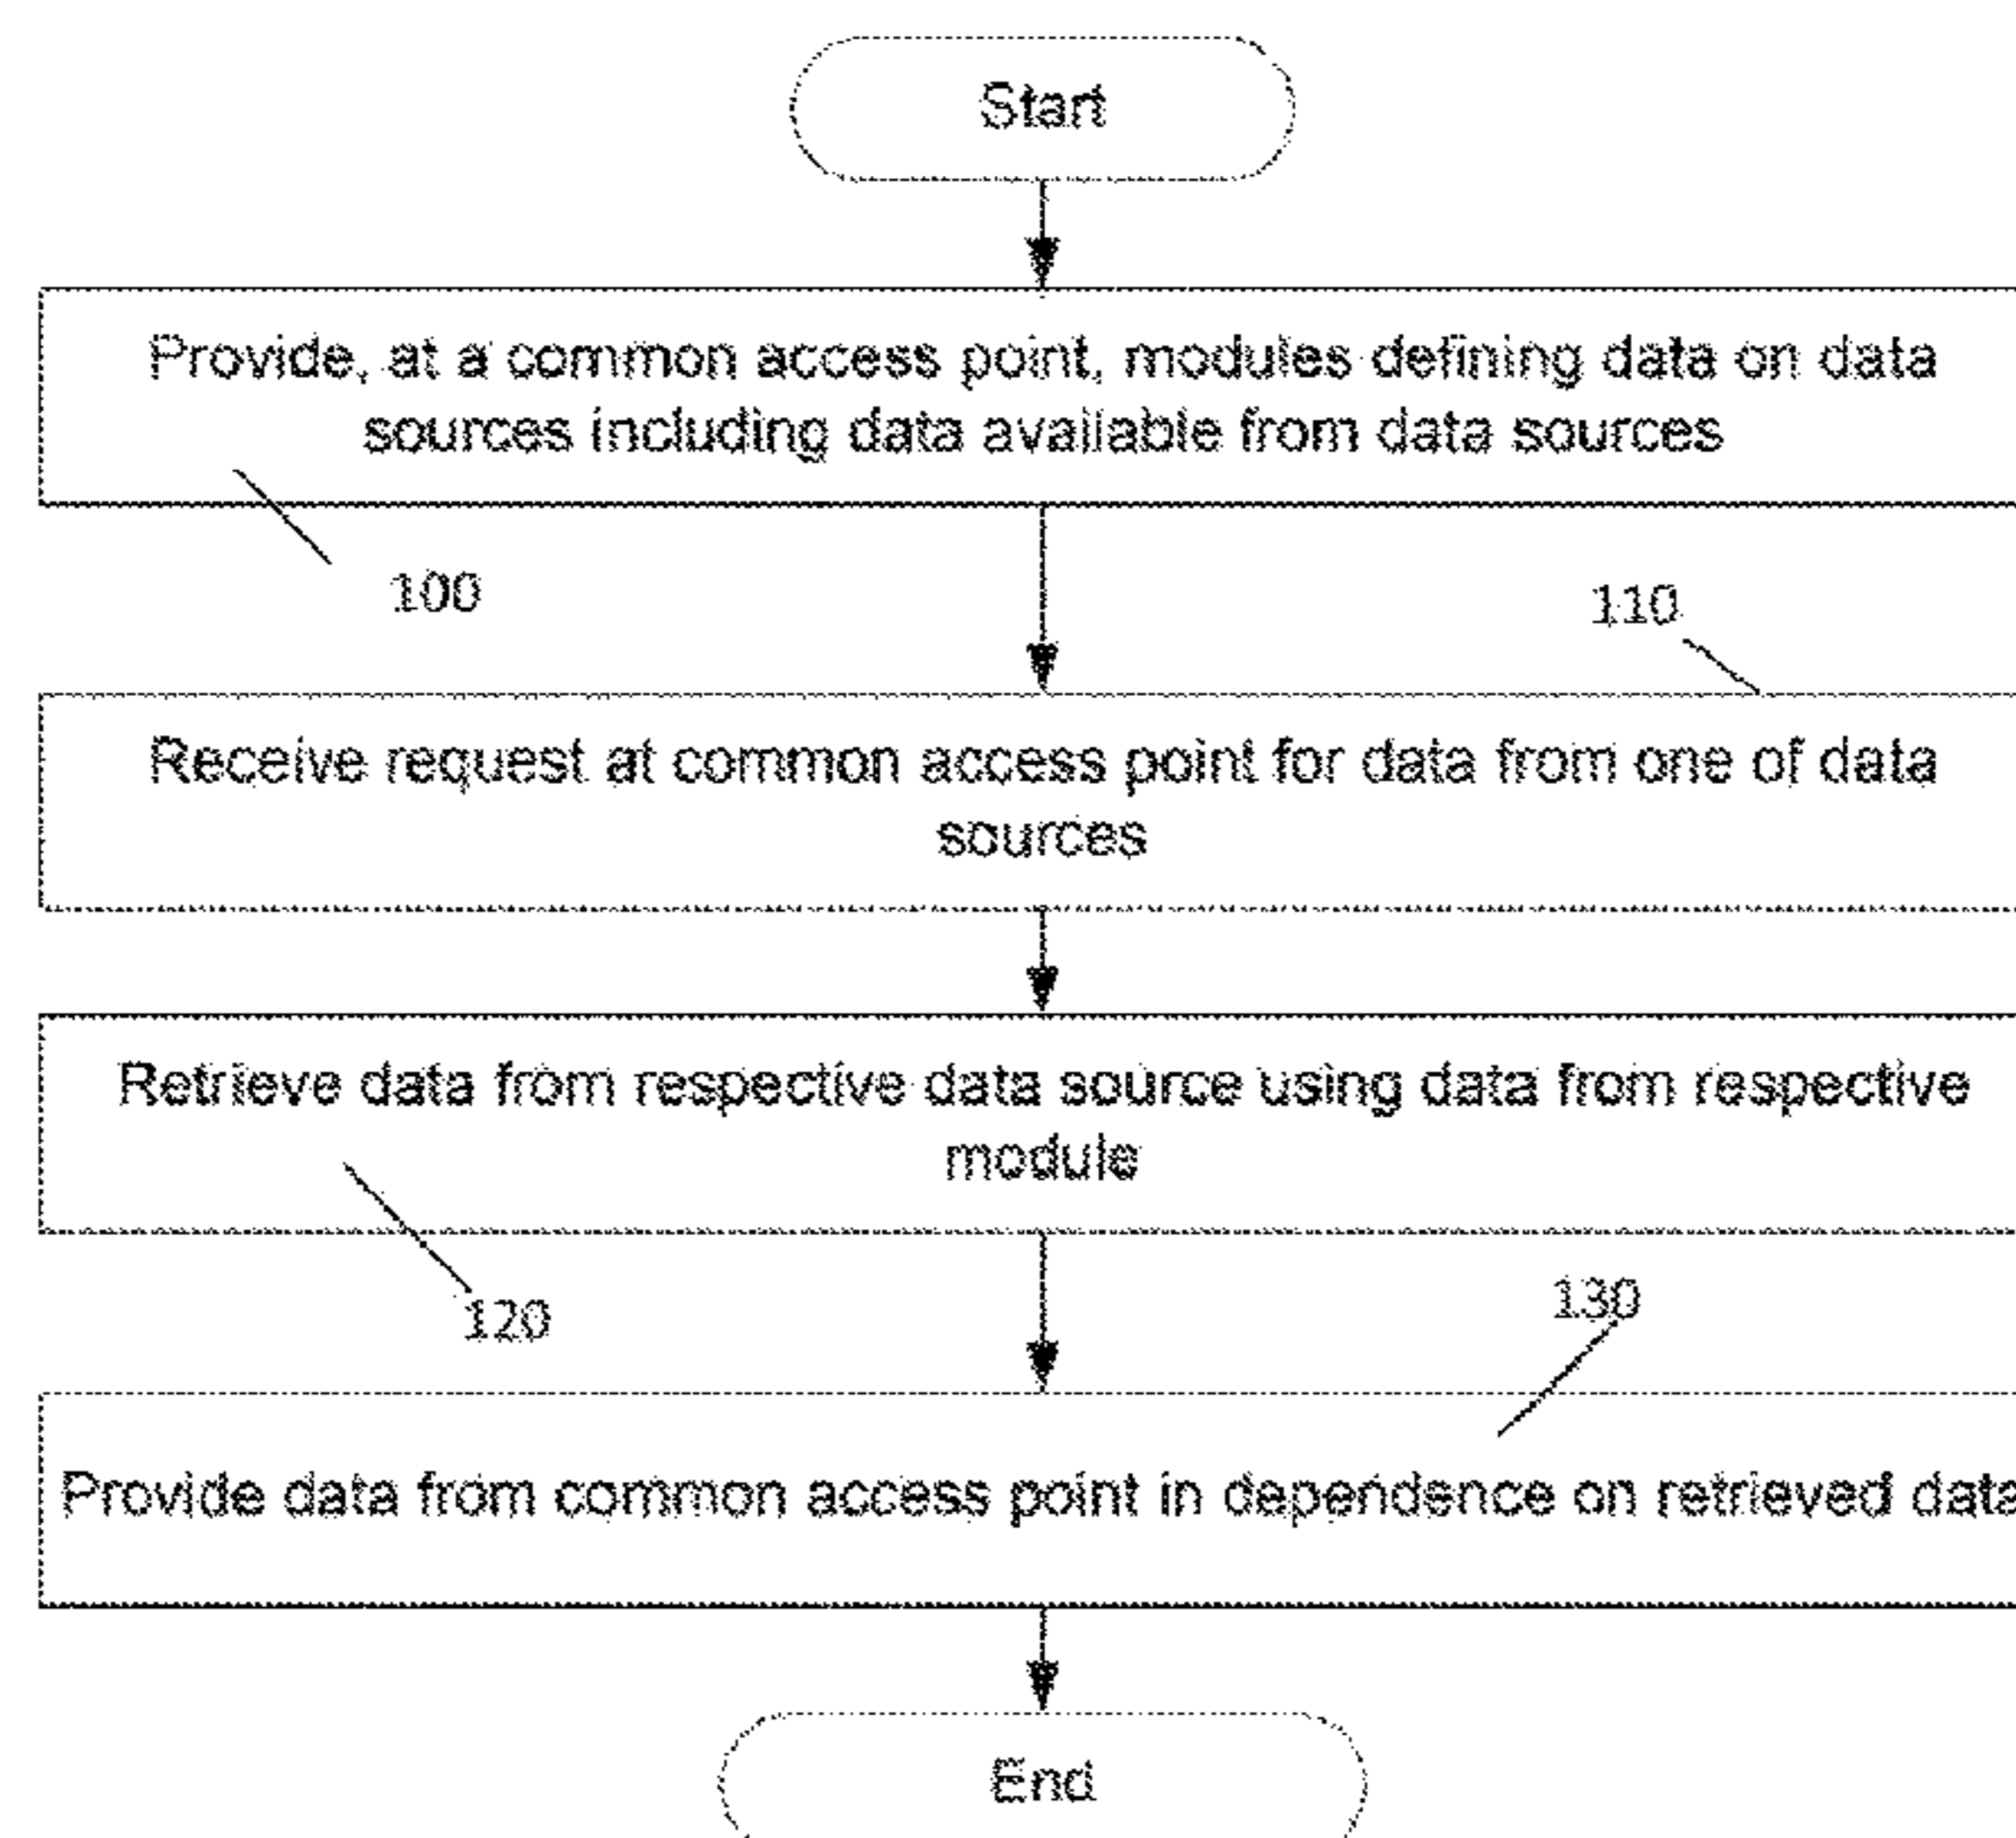 Start
Provide, at a common access point, modules defining data on data
sources including data available from data sources
100
110
Receive request at common access point for data from one of data
sources
Retrieve data from respective data source using data from respective
module
120
130
Provide data from common access point in dependence on retrieved data
End